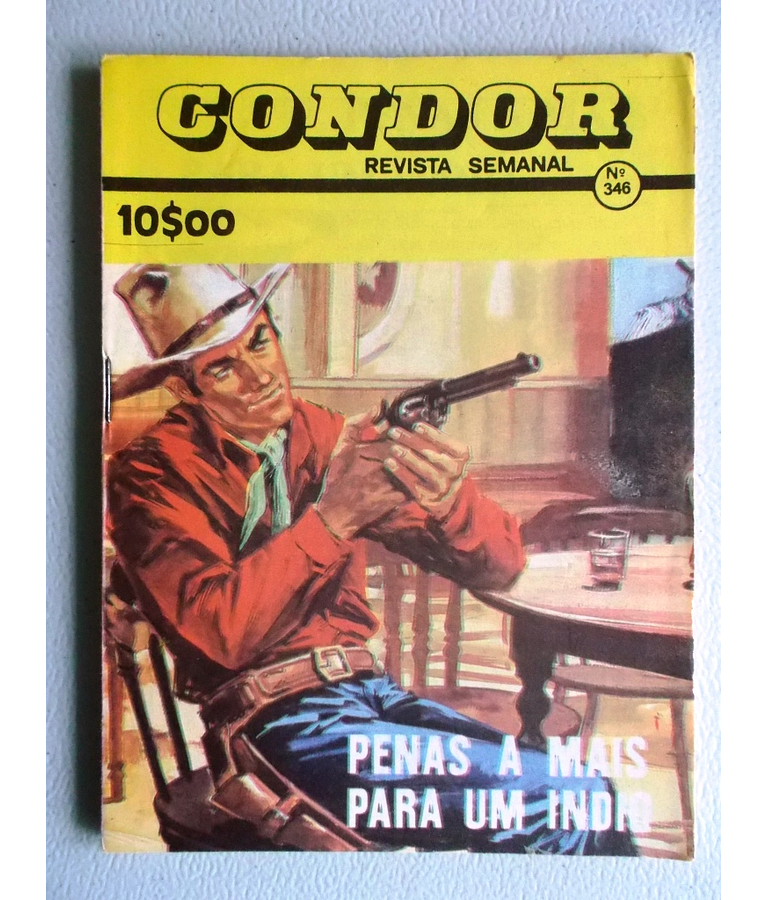 CONDOR
REVISTA SEMANAL
Nº
346
10$00
PENAS A MAIS
PARA UM INDIO